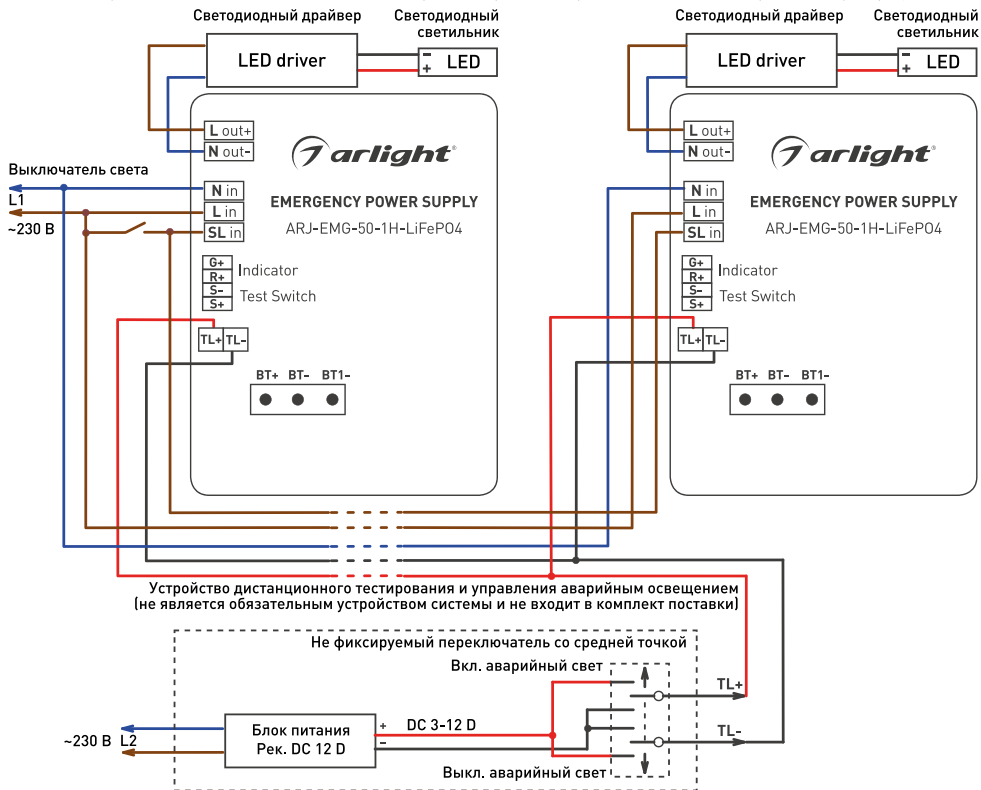 Светодиодный драйвер
Светодиодный светильник
LED driver
– LED
+
L out+
N out-
arlight®
Выключатель света
L1
~230 В
N in
L in
SL in
EMERGENCY POWER SUPPLY
ARJ-EMG-50-1H-LiFePO4
G+
R+
Indicator
S-
S+
Test Switch
TL+ TL-
BT+ BT- BT1-
Светодиодный драйвер
Светодиодный светильник
LED driver
– LED
+
L out+
N out-
arlight®
N in
L in
SL in
EMERGENCY POWER SUPPLY
ARJ-EMG-50-1H-LiFePO4
G+
R+
Indicator
S-
S+
Test Switch
TL+ TL-
BT+ BT- BT1-
Устройство дистанционного тестирования и управления аварийным освещением
(не является обязательным устройством системы и не входит в комплект поставки)
Не фиксируемый переключатель со средней точкой
Вкл. аварийный свет
TL+
~230 В L2
Блок питания
Рек. DC 12 D
+ DC 3-12 D
–
TL-
Выкл. аварийный свет